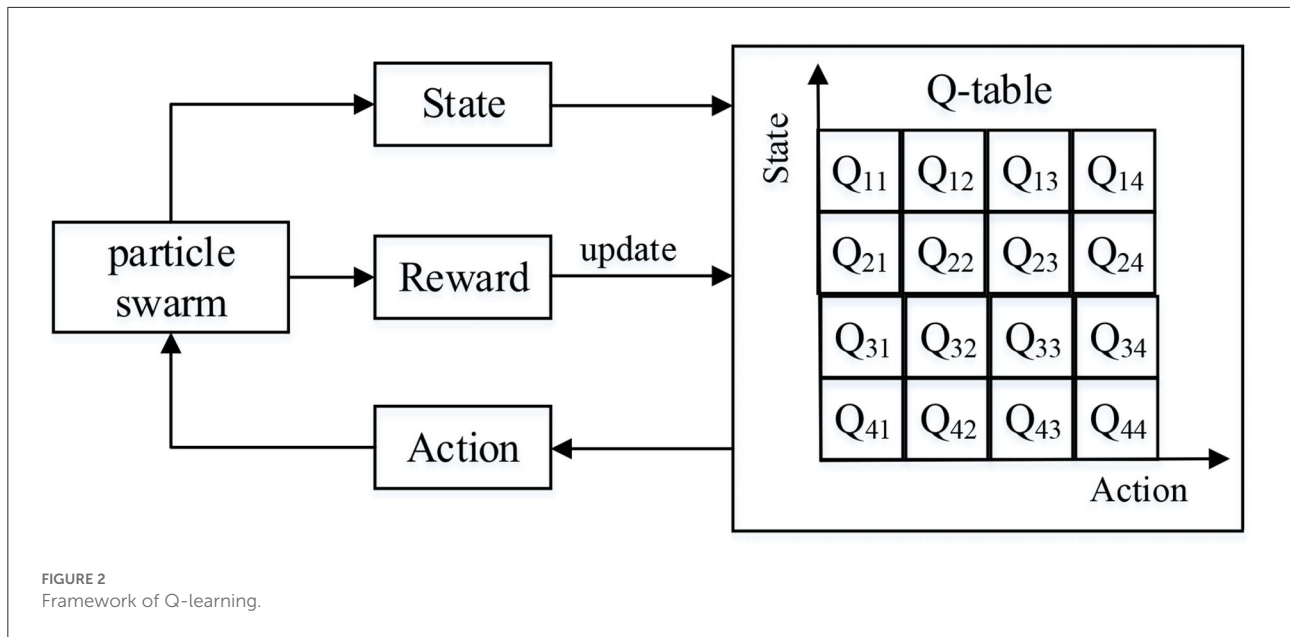 State
particle
swarm
Reward
update
Action
Q-table
State
Q₁₁ Q₁₂ Q₁₃ Q₁₄
Q₂₁ Q₂₂ Q₂₃ Q₂₄
Q₃₁ Q₃₂ Q₃₃ Q₃₄
Q₄₁ Q₄₂ Q₄₃ Q₄₄
Action
FIGURE 2
Framework of Q-learning.